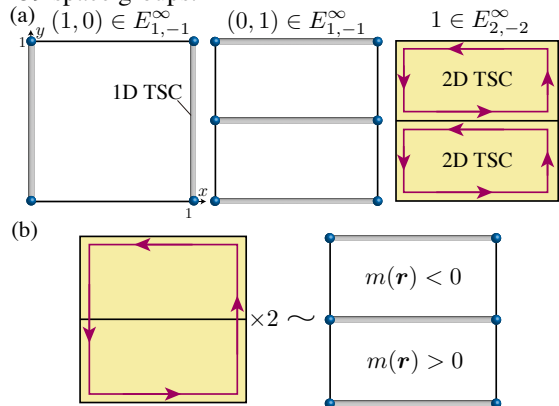 (a) (1, 0) ∈ E^∞_{1,−1} (0, 1) ∈ E^∞_{1,−1} 1 ∈ E^∞_{2,−2}
1 y
1D TSC
2D TSC
2D TSC
x
1
(b)
×2 ∼
m(r) < 0
m(r) > 0